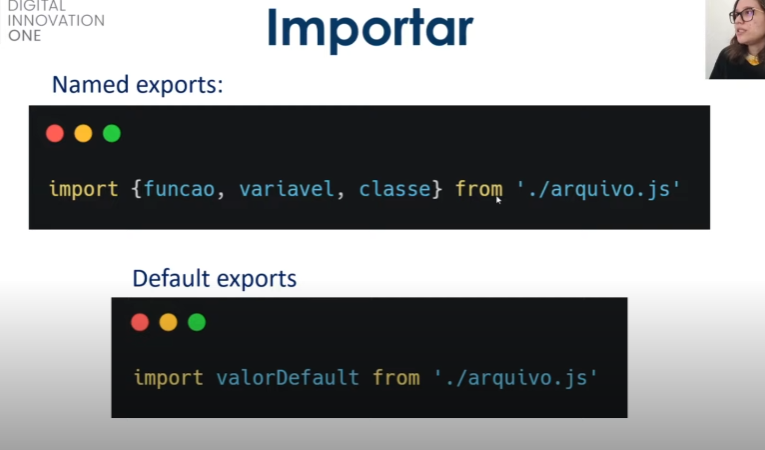 DIGITAL
INNOVATION
ONE
Importar
Named exports:
import {funcao, variavel, classe} from './arquivo.js'
Default exports
import valorDefault from './arquivo.js'